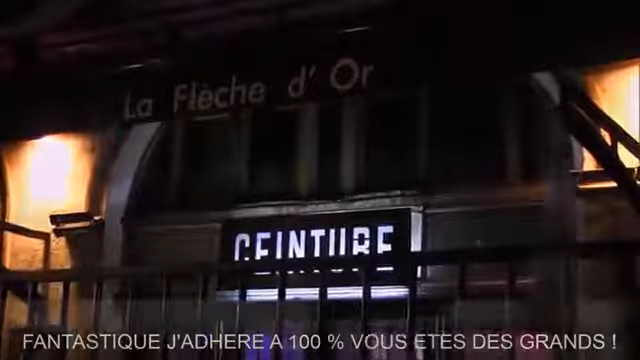 La Flèche d'Or
CEINTURE
FANTASTIQUE J'ADHERE A 100 % VOUS ETES DES GRANDS !